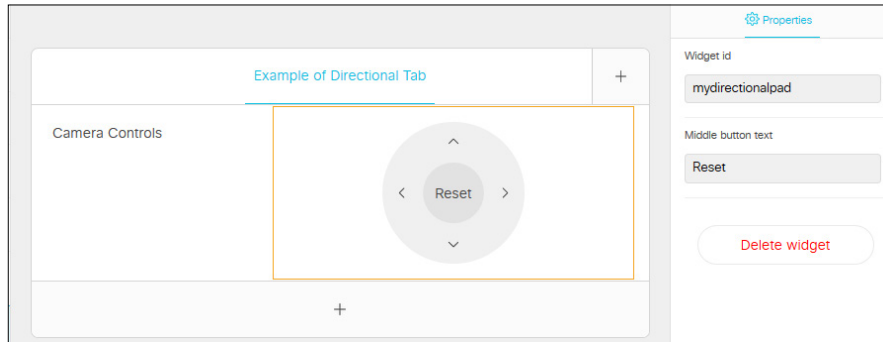 Properties
Example of Directional Tab
+
Widget id
mydirectionalpad
Camera Controls
Middle button text
Reset
Reset
Delete widget
+